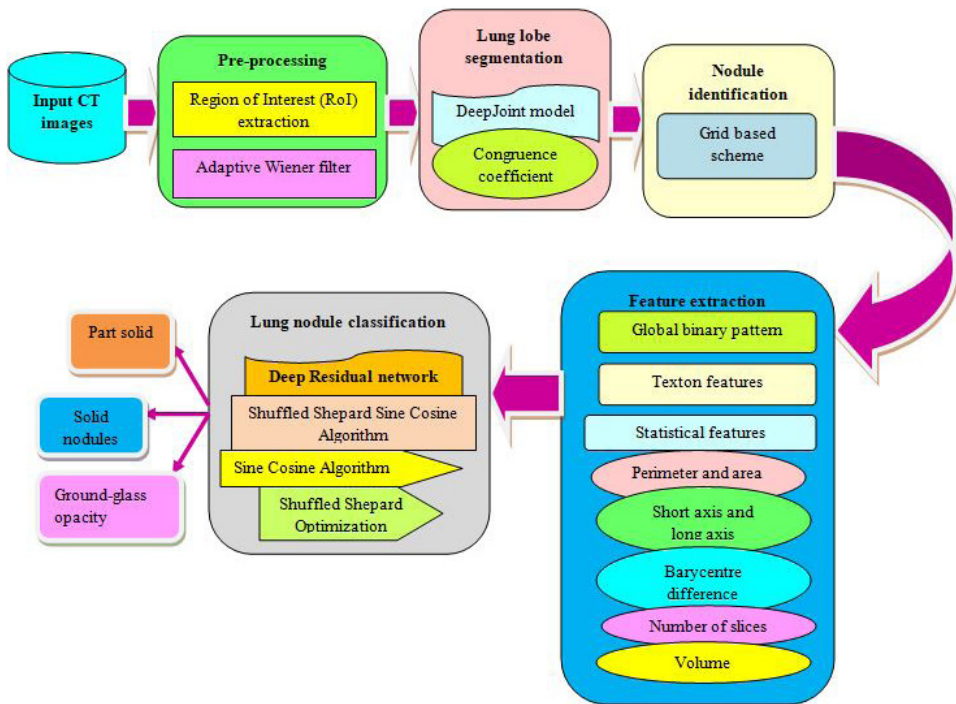 Input CT
images
Pre-processing
Region of Interest (RoI)
extraction
Adaptive Wiener filter
Lung lobe
segmentation
DeepJoint model
Congruence
coefficient
Nodule
identification
Grid based
scheme
Feature extraction
Global binary pattern
Texton features
Statistical features
Perimeter and area
Short axis and
long axis
Barycentre
difference
Number of slices
Volume
Lung nodule classification
Deep Residual network
Shuffled Shepard Sine Cosine
Algorithm
Sine Cosine Algorithm
Shuffled Shepard
Optimization
Part solid
Solid
nodules
Ground-glass
opacity